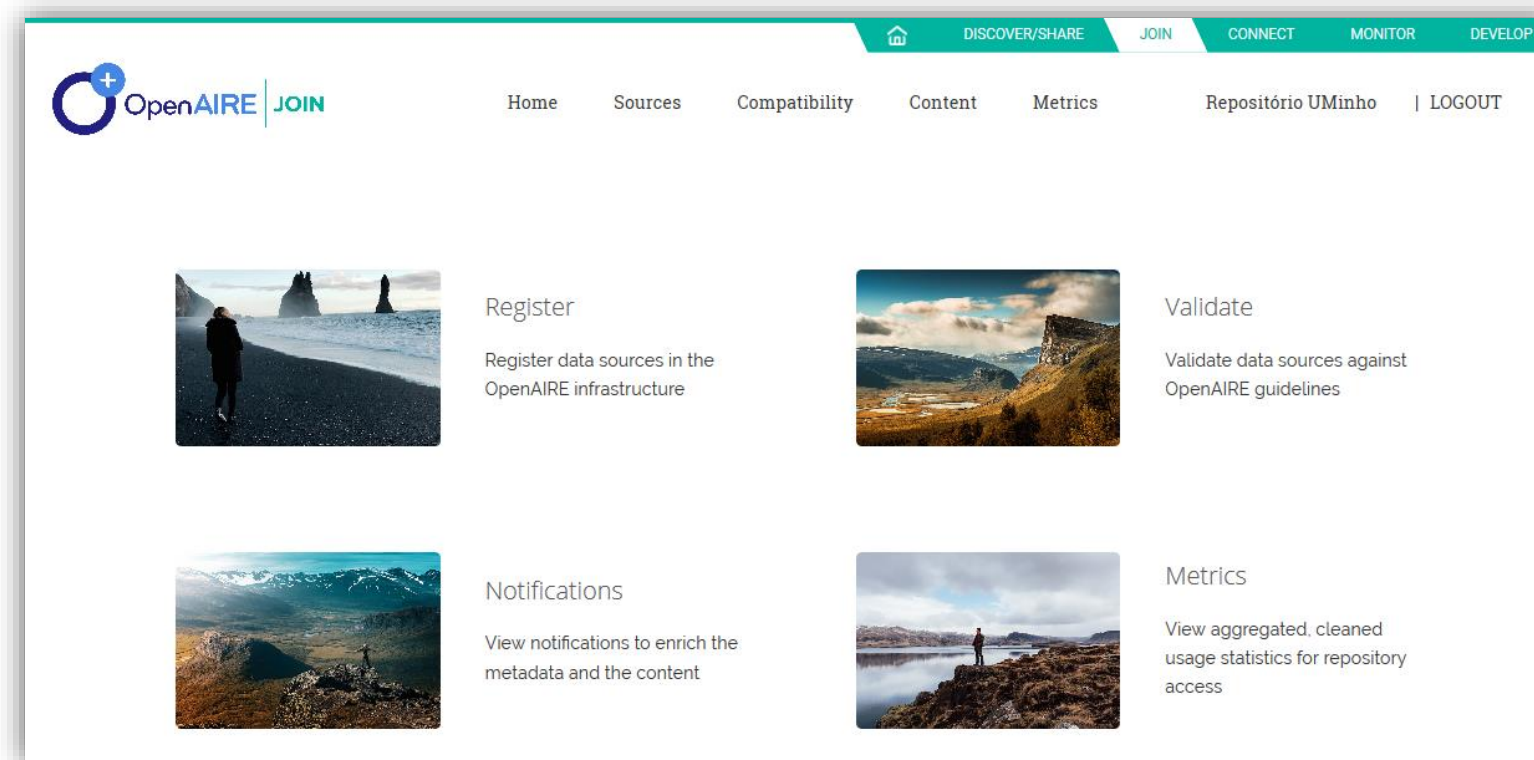 DISCOVER/SHARE JOIN CONNECT MONITOR DEVELOP
OpenAIRE JOIN
Home Sources Compatibility Content Metrics Repositório UMinho | LOGOUT
Register
Register data sources in the
OpenAIRE infrastructure
Validate
Validate data sources against
OpenAIRE guidelines
Notifications
View notifications to enrich the
metadata and the content
Metrics
View aggregated, cleaned
usage statistics for repository
access